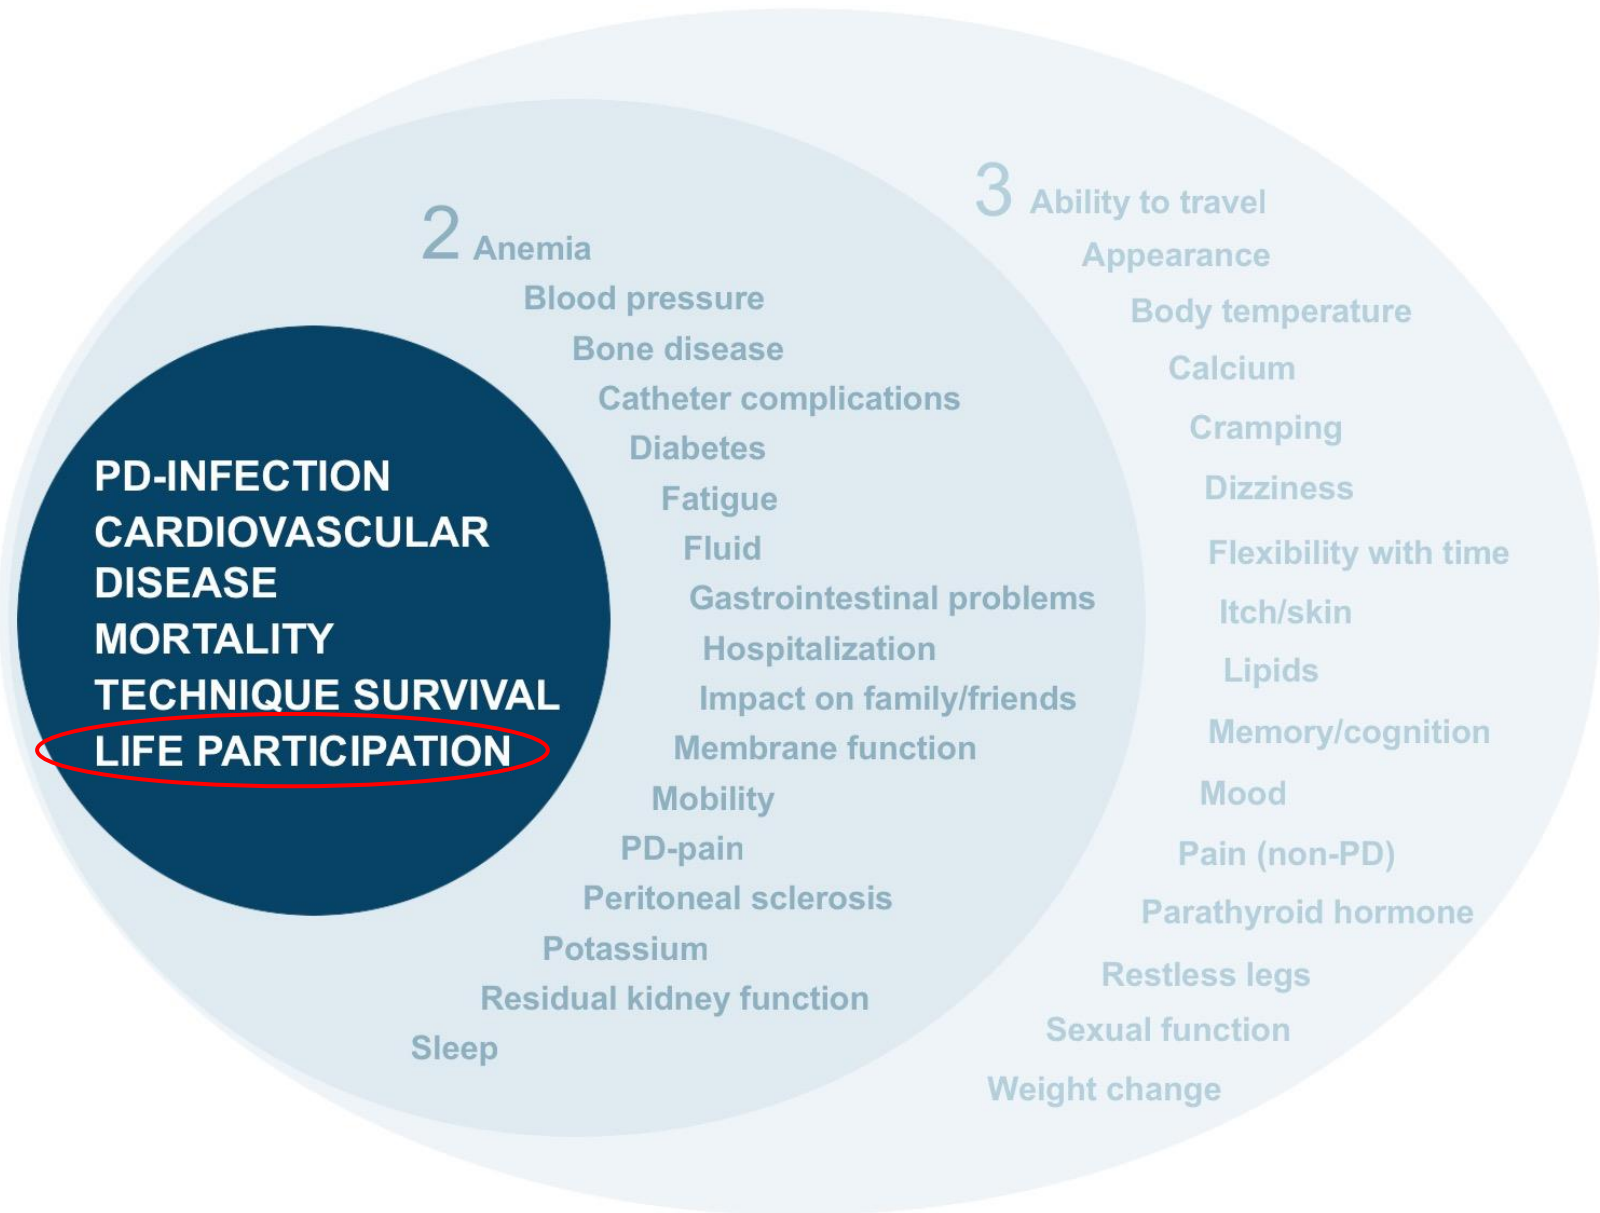 PD-INFECTION
CARDIOVASCULAR
DISEASE
MORTALITY
TECHNIQUE SURVIVAL
LIFE PARTICIPATION
2 Anemia
Blood pressure
Bone disease
Catheter complications
Diabetes
Fatigue
Fluid
Gastrointestinal problems
Hospitalization
Impact on family/friends
Membrane function
Mobility
PD-pain
Peritoneal sclerosis
Potassium
Residual kidney function
Sleep
3 Ability to travel
Appearance
Body temperature
Calcium
Cramping
Dizziness
Flexibility with time
Itch/skin
Lipids
Memory/cognition
Mood
Pain (non-PD)
Parathyroid hormone
Restless legs
Sexual function
Weight change